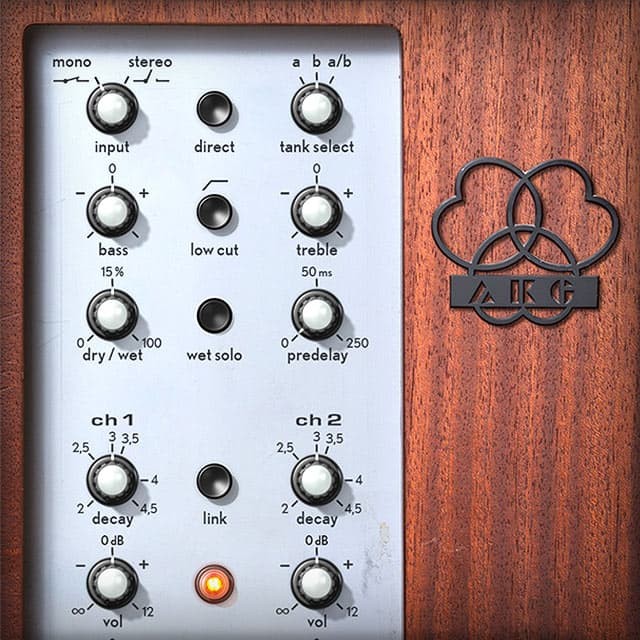 mono stereo a b a/b
input direct tank select
0 0
- + - +
bass low cut treble
15 % 50 ms
0 100 0 250
dry / wet wet solo predelay
ch 1 ch 2
3 3,5 3 3,5
2,5 2,5
4 4
2 4,5 2 4,5
decay link decay
0 dB 0 dB
- + - +
∞ 12 ∞ 12
vol vol
AKG